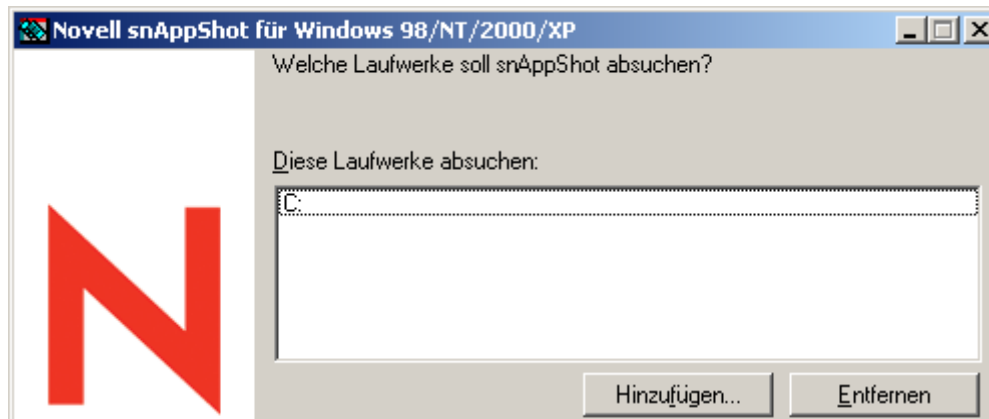 Novell snAppShot für Windows 98/NT/2000/XP
Welche Laufwerke soll snAppShot absuchen?
Diese Laufwerke absuchen:
C:
Hinzufügen... Entfernen